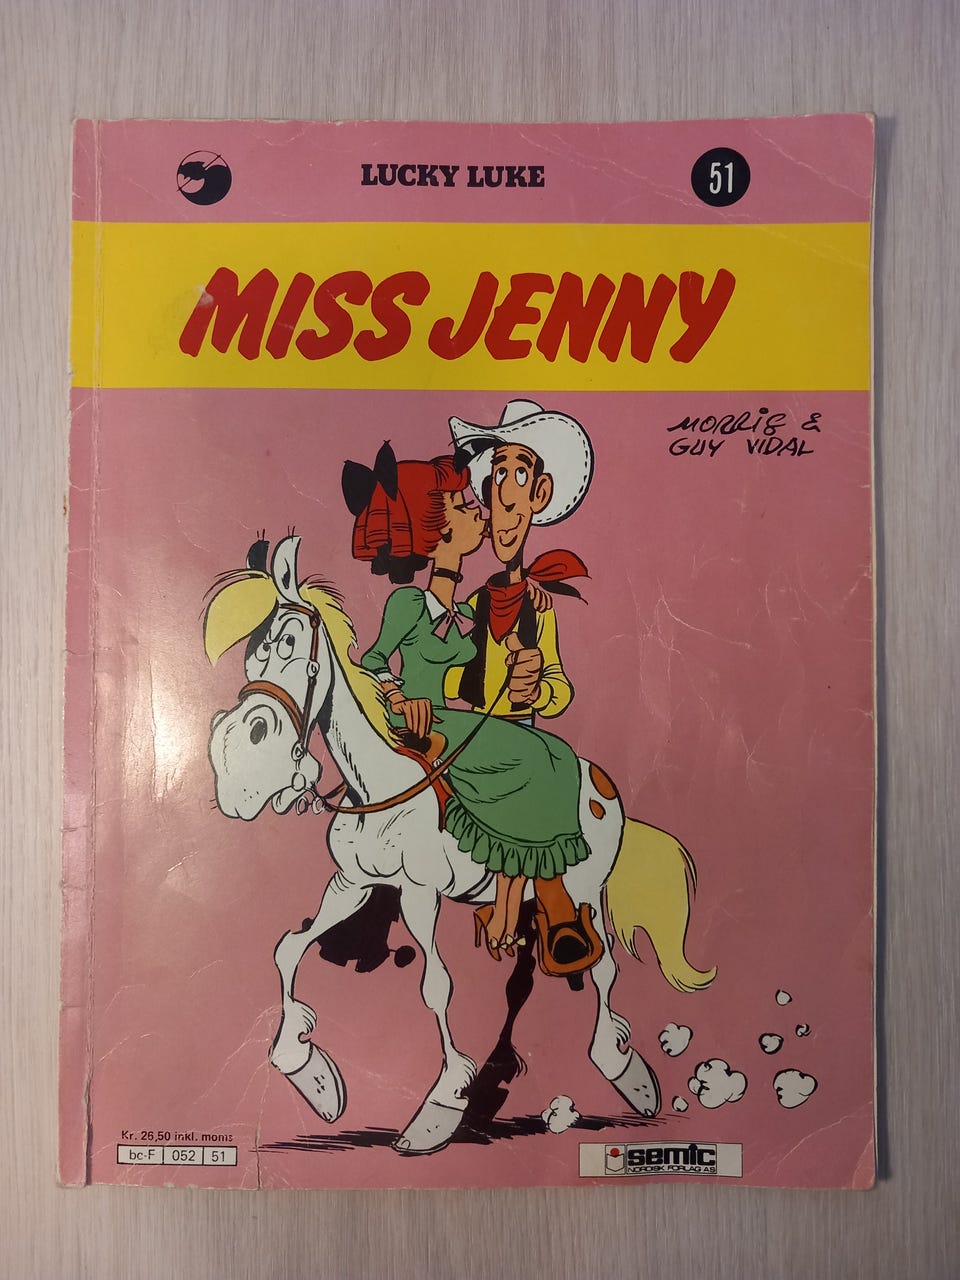 LUCKY LUKE
51
MISS JENNY
MORRIS &
GUY VIDAL
Kr. 26,50 inkl. moms
bc-F 052 51
semic
NORDISK FORLAG AS